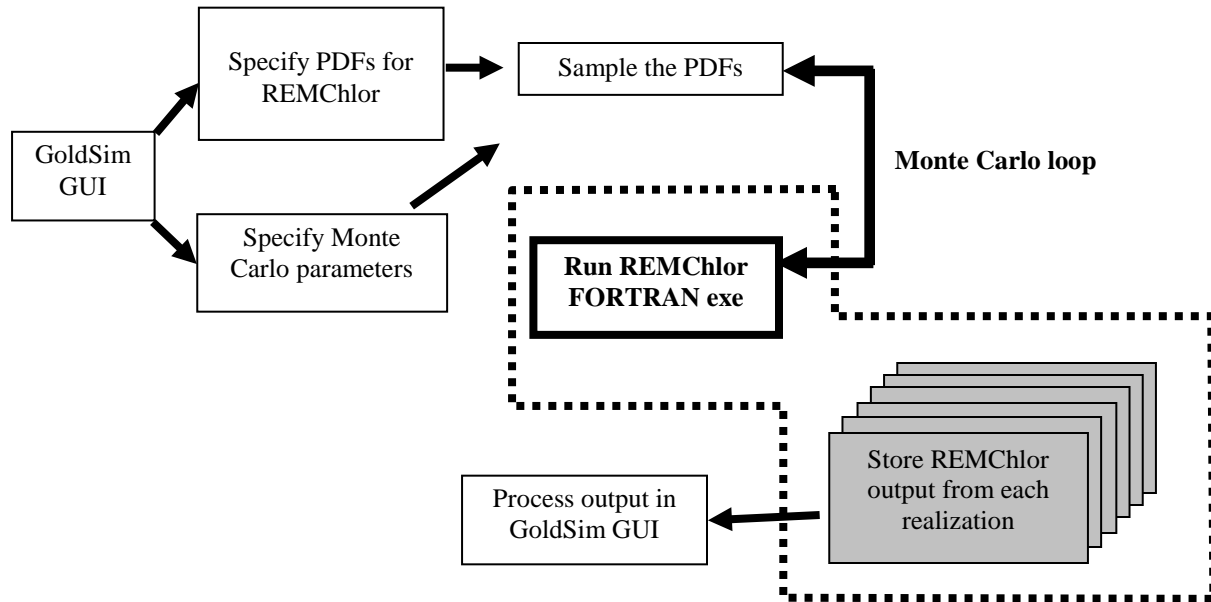 Specify PDFs for
REMChlor
Sample the PDFs
GoldSim
GUI
Monte Carlo loop
Specify Monte
Carlo parameters
Run REMChlor
FORTRAN exe
Store REMChlor
output from each
realization
Process output in
GoldSim GUI